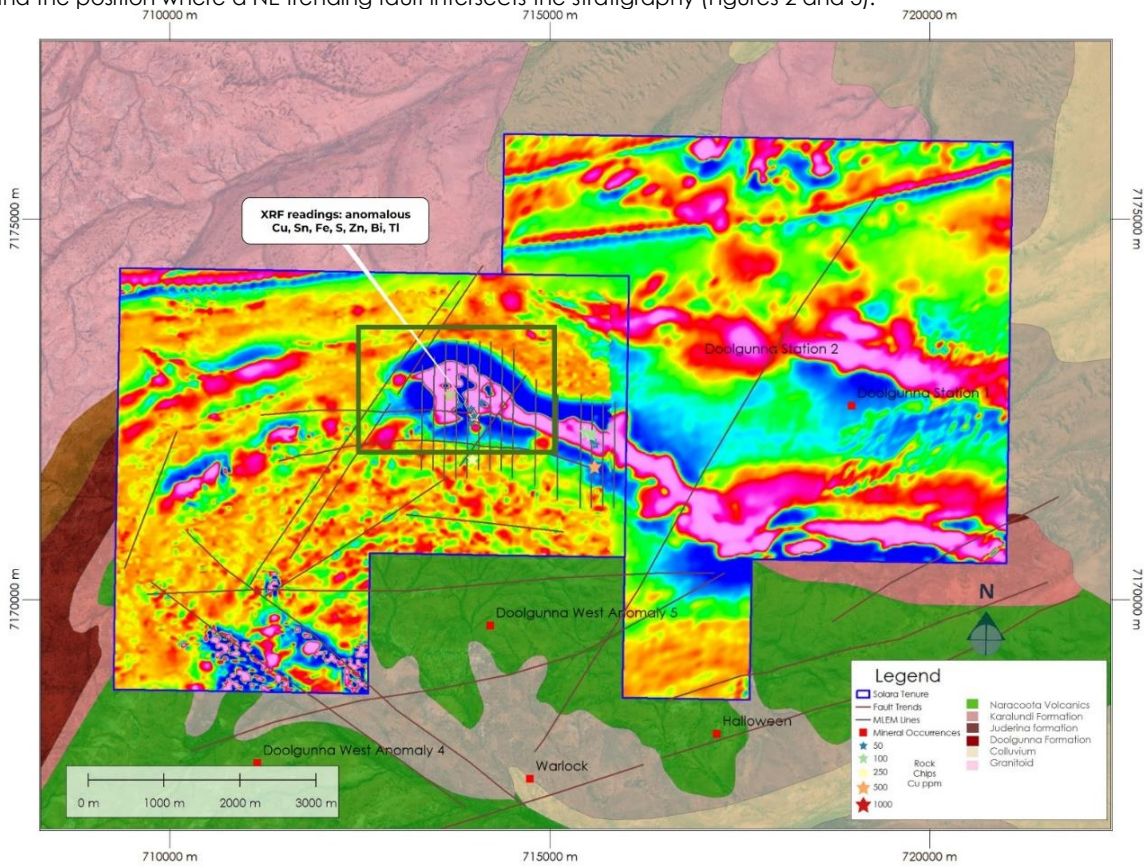 nd the position where a NE trending fault intersects the stratigraphy (Figures 2 and 3).
710000 m
715000 m
720000 m
7175000 m
7175000 m
XRF readings: anomalous
Cu, Sn, Fe, S, Zn, Bi, Tl
Doolgunna Station 2
Doolgunna Station 1
7170000 m
7170000 m
Doolgunna West Anomaly 5
N
Halloween
Doolgunna West Anomaly 4
Warlock
0 m
1000 m
2000 m
3000 m
Legend
Solara Tenure
Fault Trends
MLEM Lines
Mineral Occurrences
50
100
250
500
1000
Rock
Chips
Cu ppm
Naracoota Volcanics
Karalundi Formation
Juderina formation
Doolgunna Formation
Colluvium
Granitoid
710000 m
715000 m
720000 m